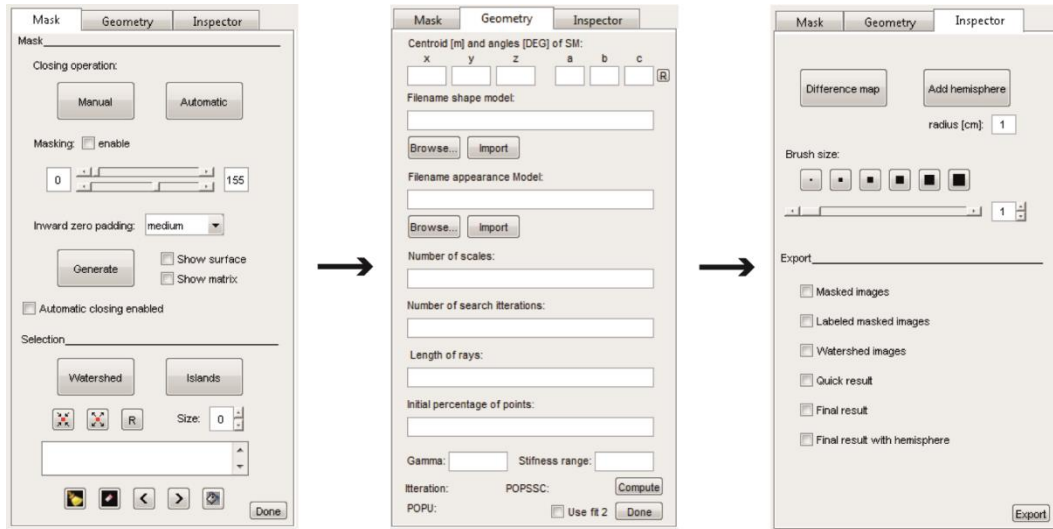 Mask Geometry Inspector
Mask
Closing operation:
Manual Automatic
Masking: enable
0 155
Inward zero padding: medium
Generate
Show surface
Show matrix
Automatic closing enabled
Selection
Watershed Islands
R Size: 0
< >
Done
Mask Geometry Inspector
Centroid [m] and angles [DEG] of SM:
x y z a b c
R
Filename shape model:
Browse... Import
Filename appearance Model:
Browse... Import
Number of scales:
Number of search itterations:
Length of rays:
Initial percentage of points:
Gamma: Stifness range:
Itteration: POPSSC: Compute
POPU: Use fit 2 Done
Mask Geometry Inspector
Difference map Add hemisphere
radius [cm]: 1
Brush size:
1
Export
Masked images
Labeled masked images
Watershed images
Quick result
Final result
Final result with hemisphere
Export